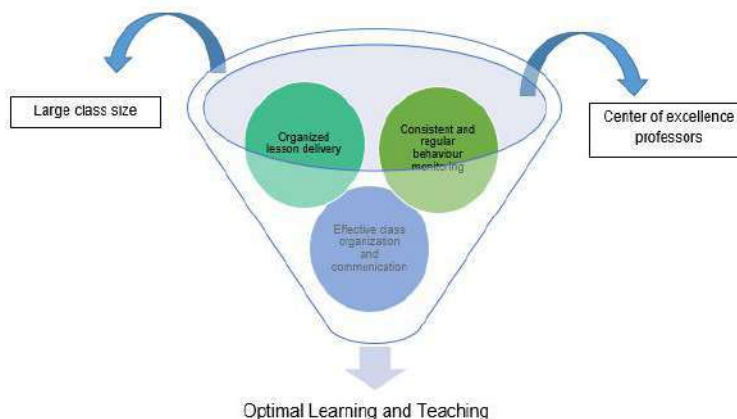 Large class size
Center of excellence
professors
Organized
lesson delivery
Consistent and
regular
behaviour
monitoring
Effective class
organization
and
communication
Optimal Learning and Teaching